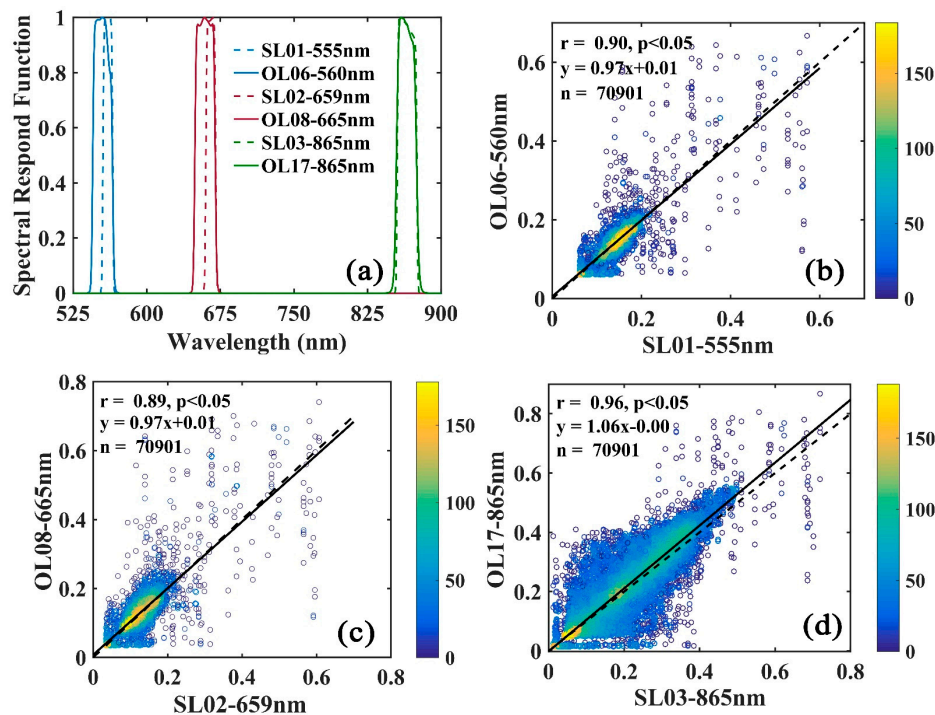 1
0.8
0.6
0.4
0.2
0
Spectral Respond Function
SL01-555nm
OL06-560nm
SL02-659nm
OL08-665nm
SL03-865nm
OL17-865nm
(a)
525 600 675 750 825 900
Wavelength (nm)
r = 0.90, p<0.05
y = 0.97x+0.01
n = 70901
0.6
0.4
0.2
0
OL06-560nm
(b)
0 0.2 0.4 0.6
SL01-555nm
150
100
50
0
0.8
0.6
0.4
0.2
0
OL08-665nm
r = 0.89, p<0.05
y = 0.97x+0.01
n = 70901
(c)
0 0.2 0.4 0.6 0.8
SL02-659nm
150
100
50
0
0.8
0.6
0.4
0.2
0
OL17-865nm
r = 0.96, p<0.05
y = 1.06x-0.00
n = 70901
(d)
0 0.2 0.4 0.6 0.8
SL03-865nm
150
100
50
0